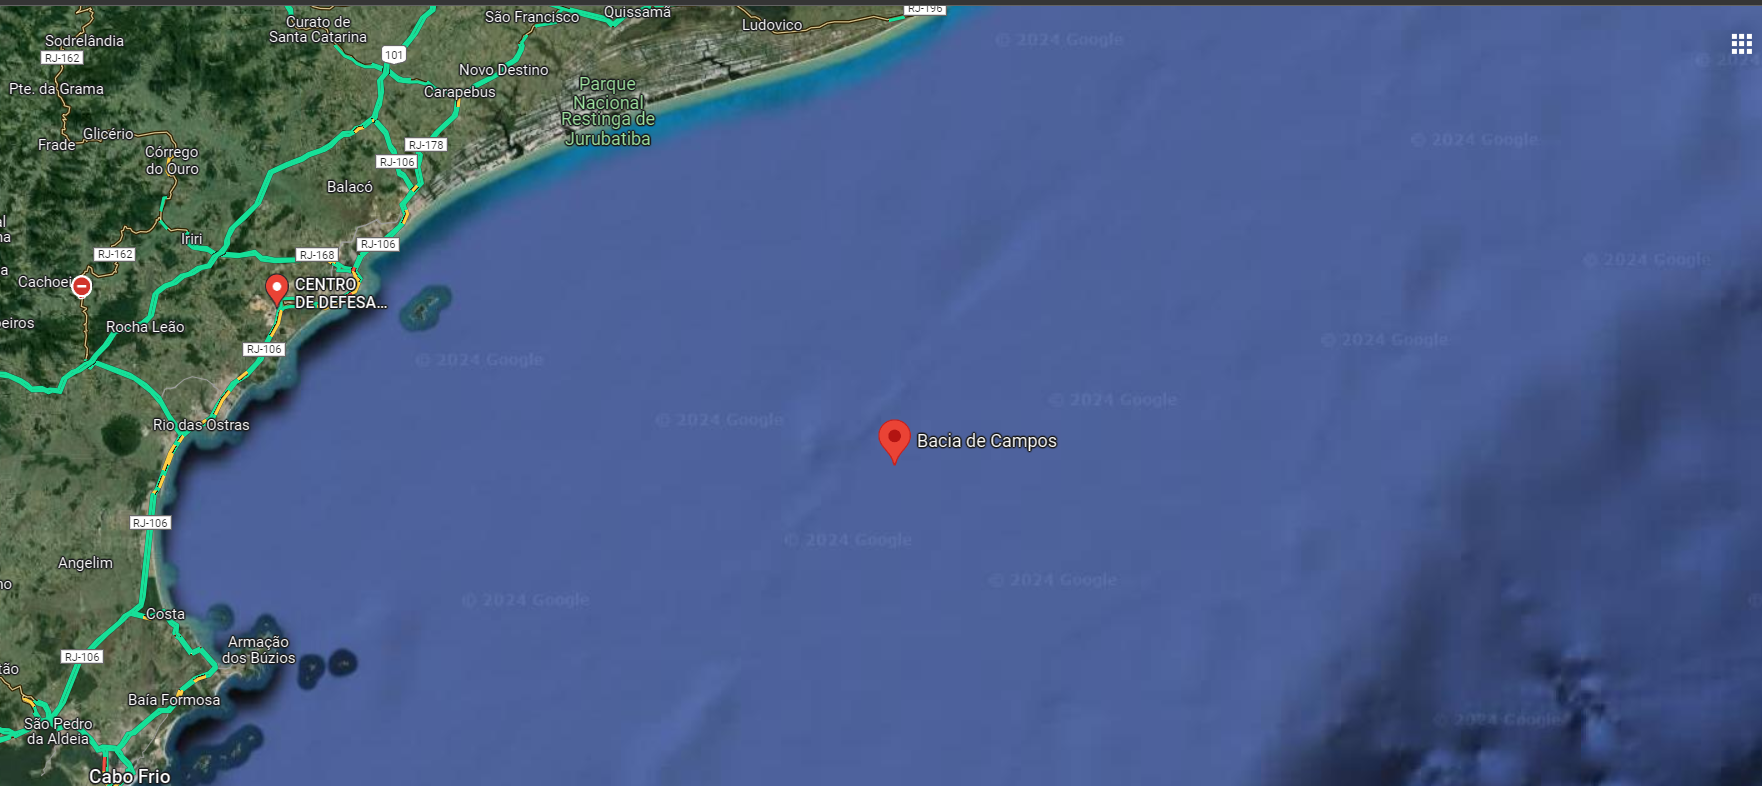 RJ-196
Quissamã
São Francisco
Curato de
Santa Catarina
Ludovico
Sodrelândia
RJ-162
101
© 2024 Google
Novo Destino
Pte. da Grama
Carapebus
Parque
Nacional
Restinga de
Jurubatiba
Glicério
Frade
RJ-178
© 2024 Google
Córrego
do Ouro
RJ-106
Balacó
Iriri
RJ-106
RJ-162
RJ-168
© 2024 Google
Cachoei
CENTRO
DE DEFESA...
eiros
Rocha Leão
RJ-106
© 2024 Google
© 2024 Google
© 2024 Google
Rio das Ostras
© 2024 Google
Bacia de Campos
RJ-106
© 2024 Google
Angelim
© 2024 Google
© 2024 Google
Costa
Armação
dos Búzios
RJ-106
tão
Baía Formosa
São Pedro
da Aldeia
© 2024 Google
Cabo Frio